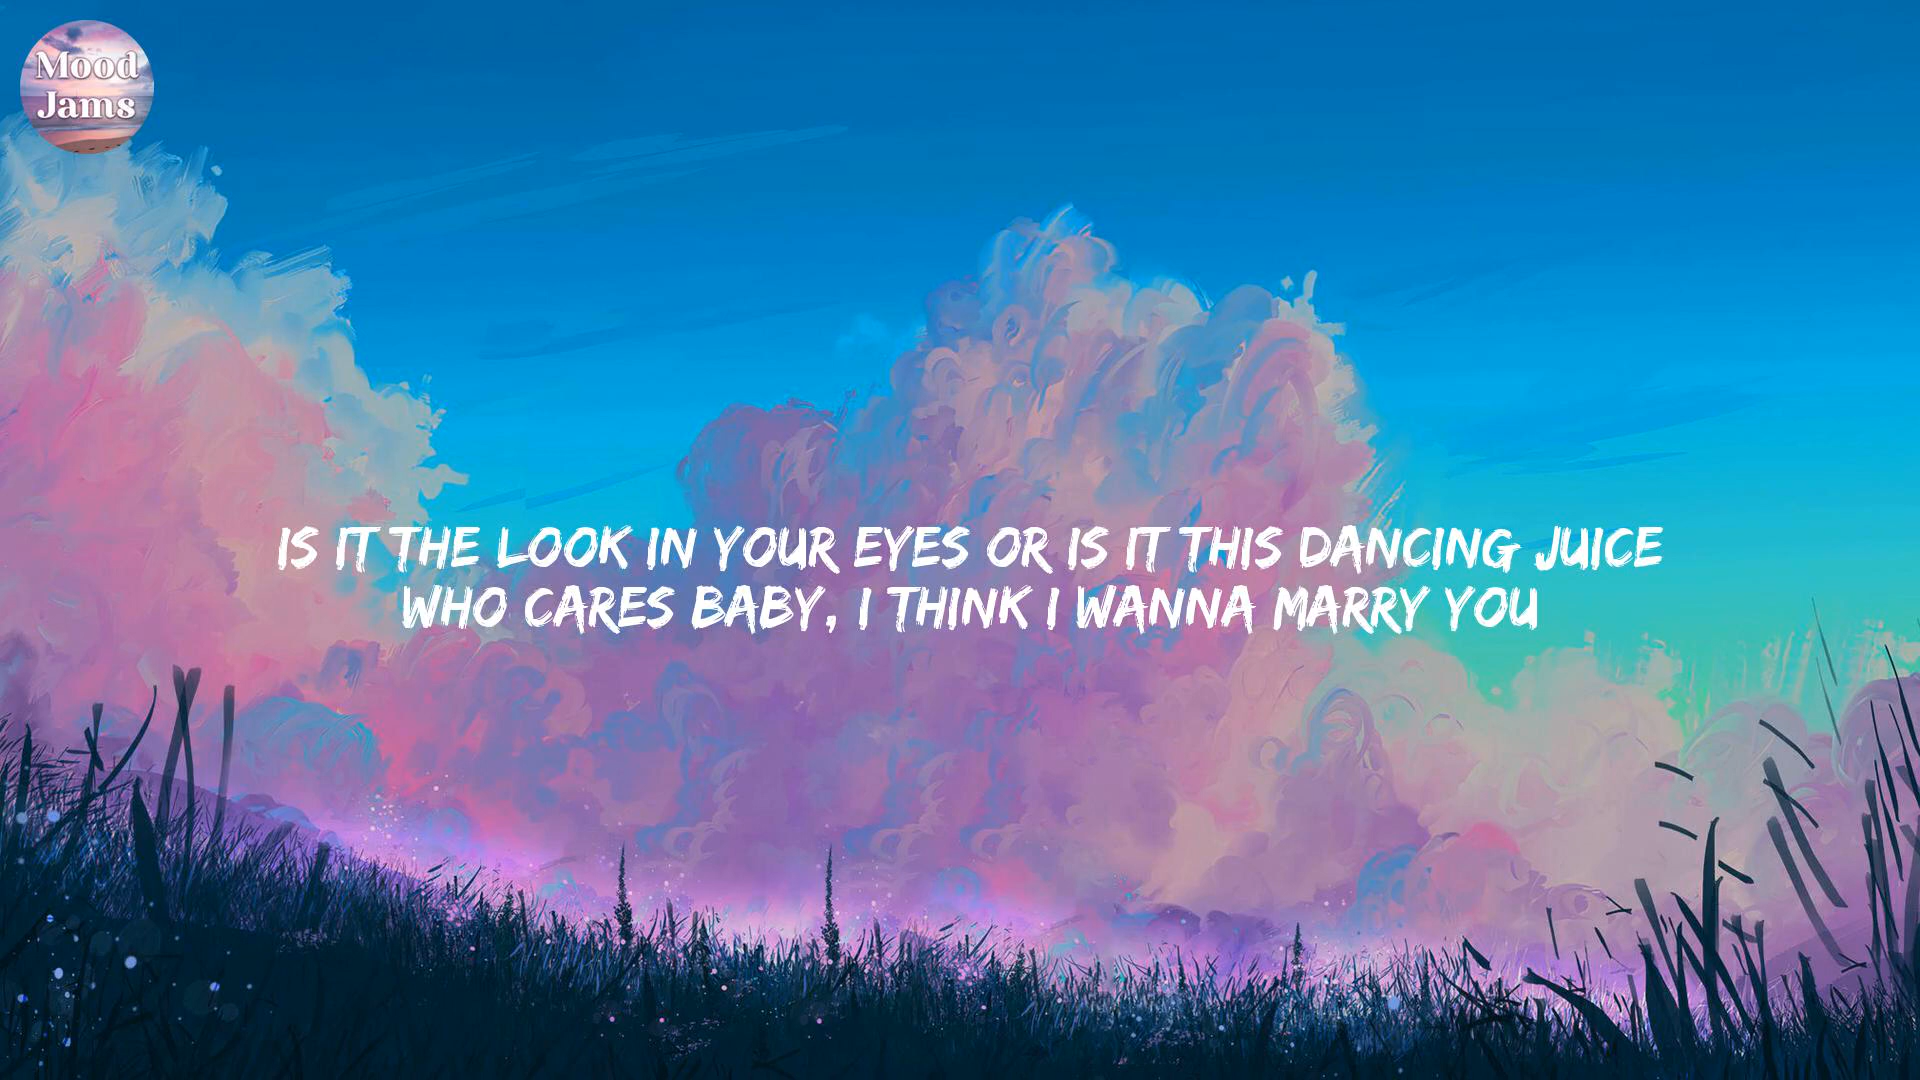 Mood
Jams
IS IT THE LOOK IN YOUR EYES OR IS IT THIS DANCING JUICE
WHO CARES BABY, I THINK I WANNA MARRY YOU